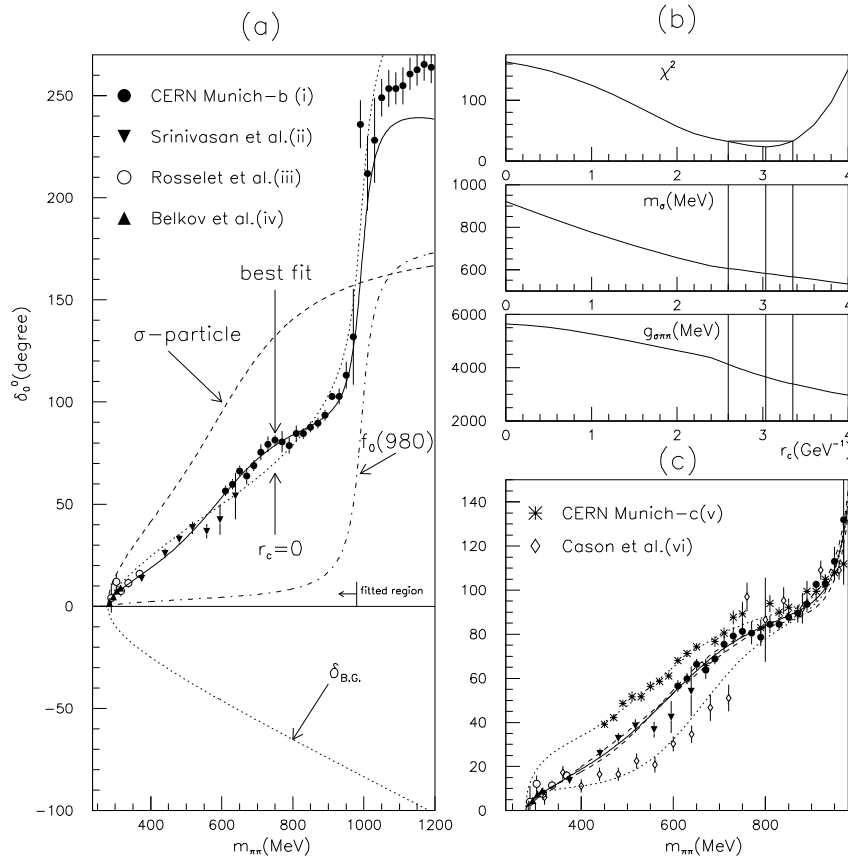 (a)
CERN Munich-b (i)
Srinivasan et al.(ii)
Rosselet et al.(iii)
Belkov et al.(iv)
best fit
σ-particle
f₀(980)
r_c=0
fitted region
δ_B.G.
δ₀⁰(degree)
250
200
150
100
50
0
-50
-100
400 600 800 1000 1200
m_ππ(MeV)
(b)
χ²
100
0
0 1 2 3 4
m_σ(MeV)
1000
800
600
0 1 2 3 4
g_σππ(MeV)
6000
4000
2000
0 1 2 3 4
r_c(GeV⁻¹)
(c)
CERN Munich-c(v)
Cason et al.(vi)
140
120
100
80
60
40
20
0
400 600 800
m_ππ(MeV)